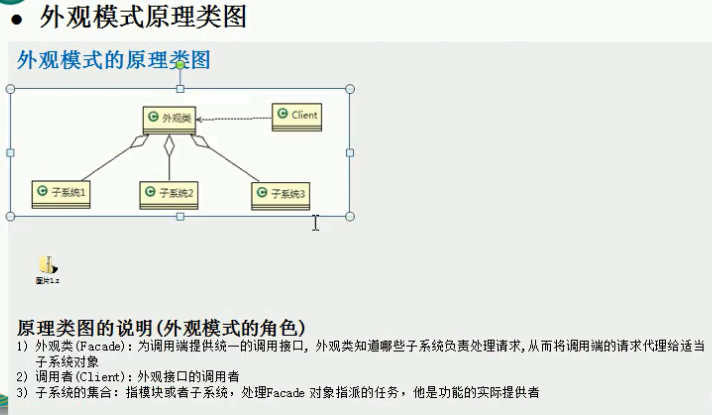 外观模式原理类图
外观模式的原理类图
外观类
Client
子系统1
子系统2
子系统3
图片1.z
原理类图的说明(外观模式的角色)
1) 外观类(Facade): 为调用端提供统一的调用接口, 外观类知道哪些子系统负责处理请求,从而将调用端的请求代理给适当
子系统对象
2) 调用者(Client): 外观接口的调用者
3) 子系统的集合: 指模块或者子系统, 处理Facade 对象指派的任务, 他是功能的实际提供者